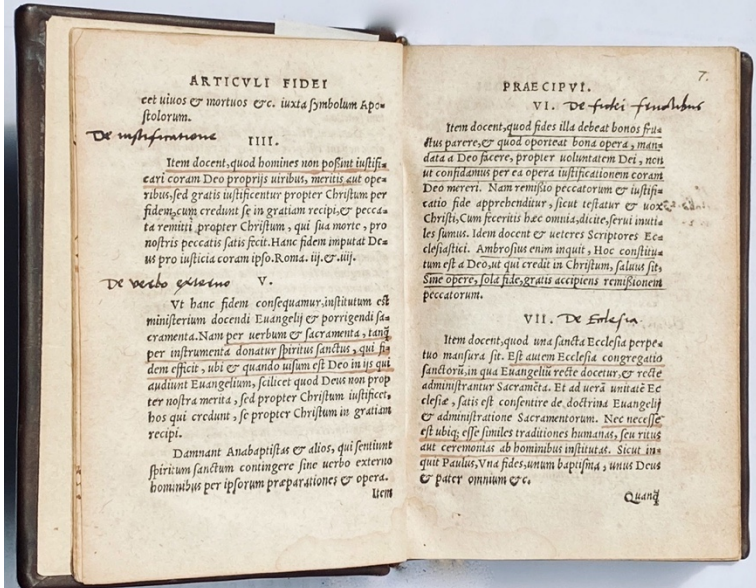 ARTICVLI FIDEI
cet uiuos & mortuos &c. iuxta symbolum Apo-
stolorum.
De iustificatione
IIII.
Item docent, quod homines non possint iustifi-
cari coram Deo proprijs uiribus, meritis aut ope-
ribus, sed gratis iustificentur propter Christum per
fidem, cum credunt se in gratiam recipi, & pecca-
ta remitti propter Christum, qui sua morte, pro
nostris peccatis satis fecit. Hanc fidem imputat De-
us pro iusticia coram ipso. Roma. iij. & .iiij.
De verbo externo
V.
Vt hanc fidem consequamur, institutum est
ministerium docendi Euangelij & porrigendi sa-
cramenta. Nam per uerbum & sacramenta, tanq̃
per instrumenta donatur spiritus sanctus, qui fi-
dem efficit, ubi & quando uisum est Deo in ijs qui
audiunt Euangelium, scilicet quod Deus non prop
ter nostra merita, sed propter Christum iustificet,
hos qui credunt, se propter Christum in gratiam
recipi.
Damnant Anabaptistas & alios, qui sentiunt
spiritum sanctum contingere sine uerbo externo
hominibus per ipsorum præparationes & opera.
Item
PRAECIPVI.
7.
VI. De fidei
Item docent, quod fides illa debeat bonos fru-
ctus parere, & quod oporteat bona opera, man-
data a Deo facere, propter uoluntatem Dei, non
ut confidamus per ea opera iustificationem coram
Deo mereri. Nam remissio peccatorum & iustifi-
catio fide apprehenditur, sicut testatur & uox
Christi, Cum feceritis hæc omnia, dicite, serui inuti-
les sumus. Idem docent & ueteres Scriptores Ec-
clesiastici. Ambrosius enim inquit, Hoc constitu-
tum est a Deo, ut qui credit in Christum, saluus sit,
Sine opere, sola fide, gratis accipiens remissionem
peccatorum.
VII. De Ecclesia.
Item docent, quod una sancta Ecclesia perpe-
tuo mansura sit. Est autem Ecclesia congregatio
sanctorũ, in qua Euangeliũ recte docetur, & recte
administrantur Sacramẽta. Et ad uerã unitatẽ Ec
clesiæ, satis est consentire de doctrina Euangelij
& administratione Sacramentorum. Nec necesse
est ubiq; esse similes traditiones humanas, seu ritus
aut ceremonias ab hominibus institutas. Sicut in-
quit Paulus, Vna fides, unum baptisma, unus Deus
& pater omnium &c.
Quanq̃